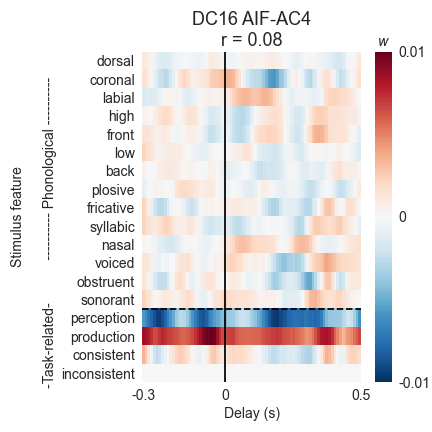 DC16 AIF-AC4
r = 0.08
w
Stimulus feature
---------- Phonological ----------
-Task-related-
dorsal
coronal
labial
high
front
low
back
plosive
fricative
syllabic
nasal
voiced
obstruent
sonorant
perception
production
consistent
inconsistent
0.01
0
-0.01
-0.3
0
0.5
Delay (s)